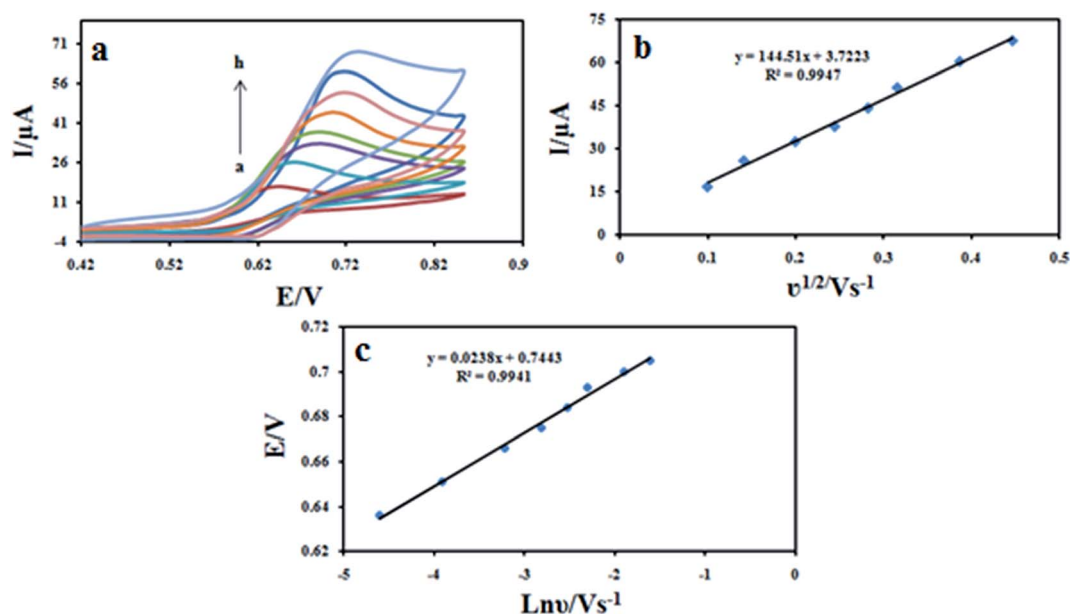 a
h
a
71
56
41
26
11
-4
0.42
0.52
0.62
0.72
0.82
0.9
I/µA
E/V
b
y = 144.51x + 3.7223
R² = 0.9947
75
60
45
30
15
0
0
0.1
0.2
0.3
0.4
0.5
I/µA
υ1/2/Vs-1
c
y = 0.0238x + 0.7443
R² = 0.9941
0.72
0.7
0.68
0.66
0.64
0.62
-5
-4
-3
-2
-1
0
E/V
Lnυ/Vs-1